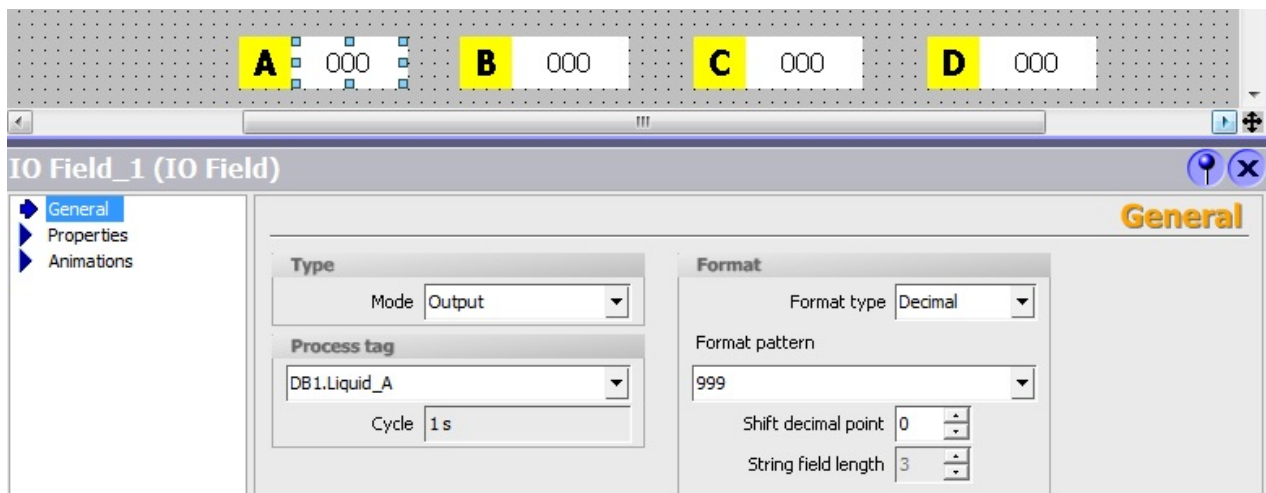 A 000 B 000 C 000 D 000
IO Field_1 (IO Field)
General
Properties
Animations
General
Type
Mode Output
Process tag
DB1.Liquid_A
Cycle 1 s
Format
Format type Decimal
Format pattern
999
Shift decimal point 0
String field length 3